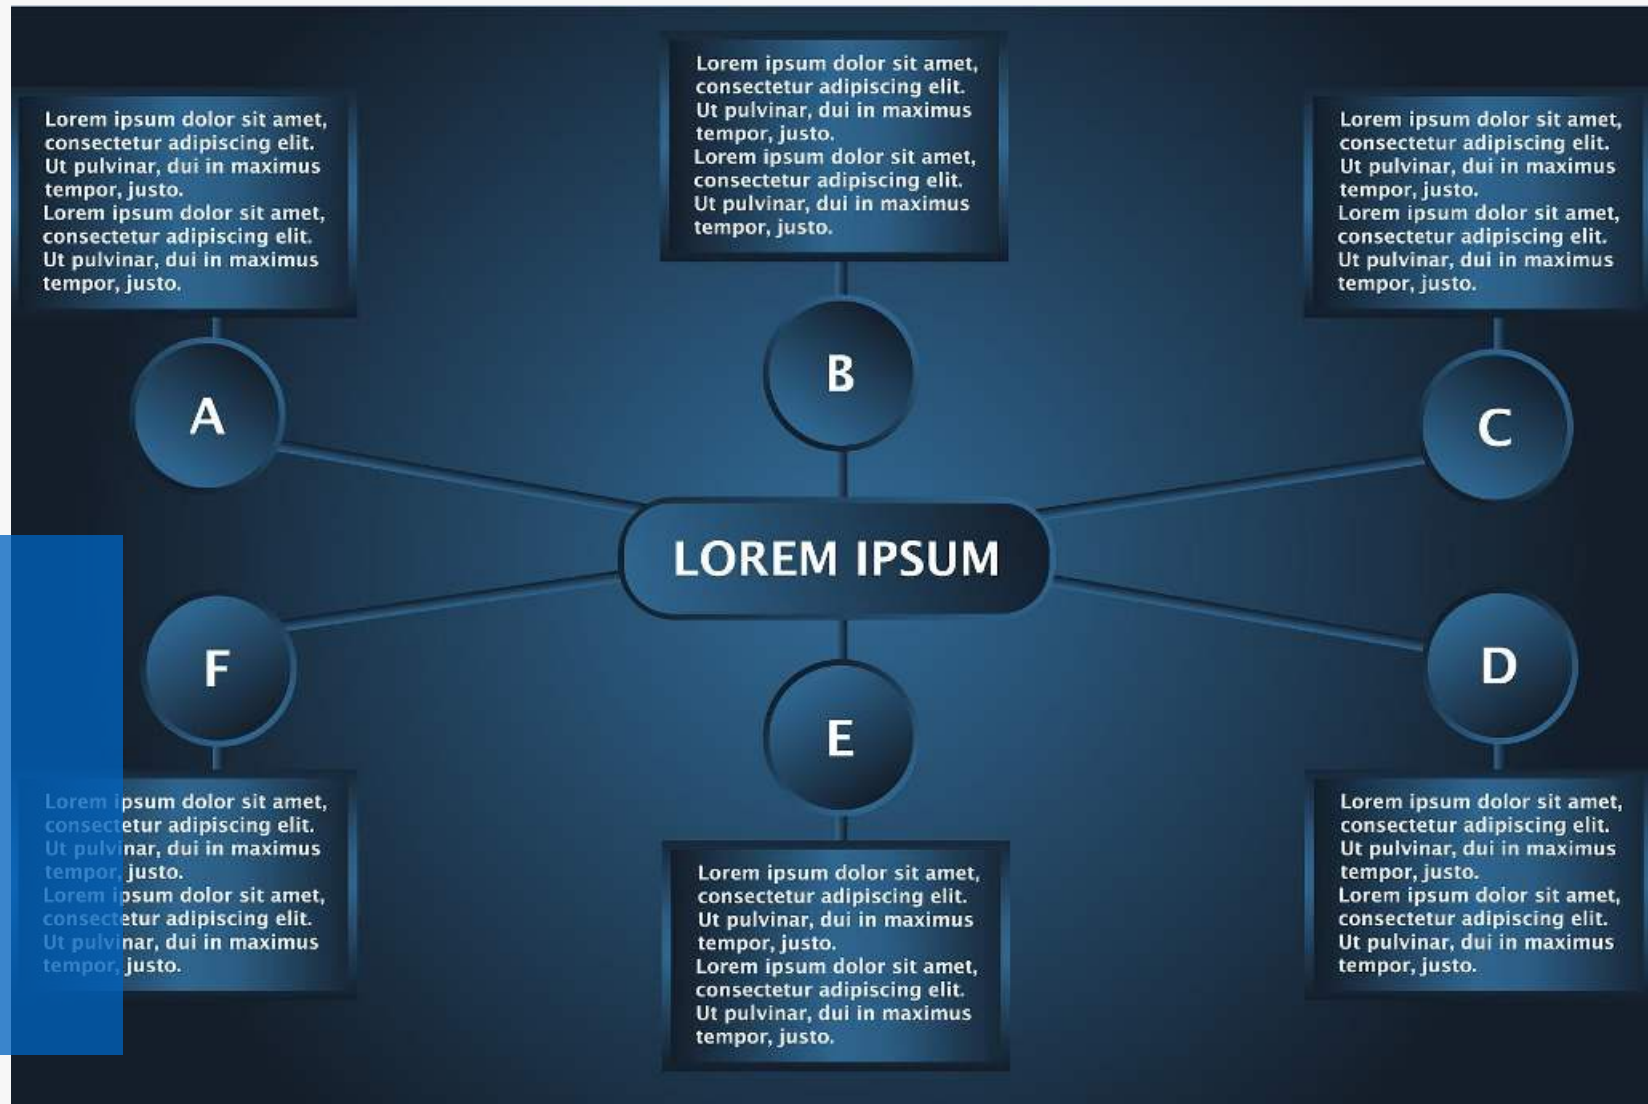 Lorem ipsum dolor sit amet,
consectetur adipiscing elit.
Ut pulvinar, dui in maximus
tempor, justo.
Lorem ipsum dolor sit amet,
consectetur adipiscing elit.
Ut pulvinar, dui in maximus
tempor, justo.
A
Lorem ipsum dolor sit amet,
consectetur adipiscing elit.
Ut pulvinar, dui in maximus
tempor, justo.
Lorem ipsum dolor sit amet,
consectetur adipiscing elit.
Ut pulvinar, dui in maximus
tempor, justo.
B
Lorem ipsum dolor sit amet,
consectetur adipiscing elit.
Ut pulvinar, dui in maximus
tempor, justo.
Lorem ipsum dolor sit amet,
consectetur adipiscing elit.
Ut pulvinar, dui in maximus
tempor, justo.
C
LOREM IPSUM
F
Lorem ipsum dolor sit amet,
consectetur adipiscing elit.
Ut pulvinar, dui in maximus
tempor, justo.
Lorem ipsum dolor sit amet,
consectetur adipiscing elit.
Ut pulvinar, dui in maximus
tempor, justo.
E
Lorem ipsum dolor sit amet,
consectetur adipiscing elit.
Ut pulvinar, dui in maximus
tempor, justo.
Lorem ipsum dolor sit amet,
consectetur adipiscing elit.
Ut pulvinar, dui in maximus
tempor, justo.
D
Lorem ipsum dolor sit amet,
consectetur adipiscing elit.
Ut pulvinar, dui in maximus
tempor, justo.
Lorem ipsum dolor sit amet,
consectetur adipiscing elit.
Ut pulvinar, dui in maximus
tempor, justo.